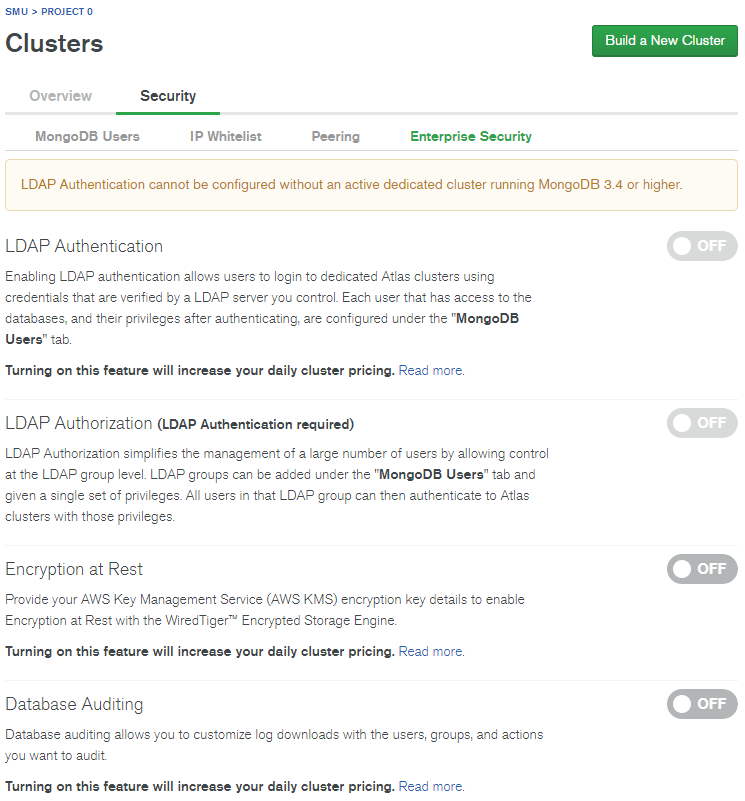 SMU > PROJECT 0
Clusters
Build a New Cluster
Overview
Security
MongoDB Users
IP Whitelist
Peering
Enterprise Security
LDAP Authentication cannot be configured without an active dedicated cluster running MongoDB 3.4 or higher.
LDAP Authentication
OFF
Enabling LDAP authentication allows users to login to dedicated Atlas clusters using
credentials that are verified by a LDAP server you control. Each user that has access to the
databases, and their privileges after authenticating, are configured under the "MongoDB
Users" tab.
Turning on this feature will increase your daily cluster pricing. Read more.
LDAP Authorization (LDAP Authentication required)
OFF
LDAP Authorization simplifies the management of a large number of users by allowing control
at the LDAP group level. LDAP groups can be added under the "MongoDB Users" tab and
given a single set of privileges. All users in that LDAP group can then authenticate to Atlas
clusters with those privileges.
Encryption at Rest
OFF
Provide your AWS Key Management Service (AWS KMS) encryption key details to enable
Encryption at Rest with the WiredTiger™ Encrypted Storage Engine.
Turning on this feature will increase your daily cluster pricing. Read more.
Database Auditing
OFF
Database auditing allows you to customize log downloads with the users, groups, and actions
you want to audit.
Turning on this feature will increase your daily cluster pricing. Read more.